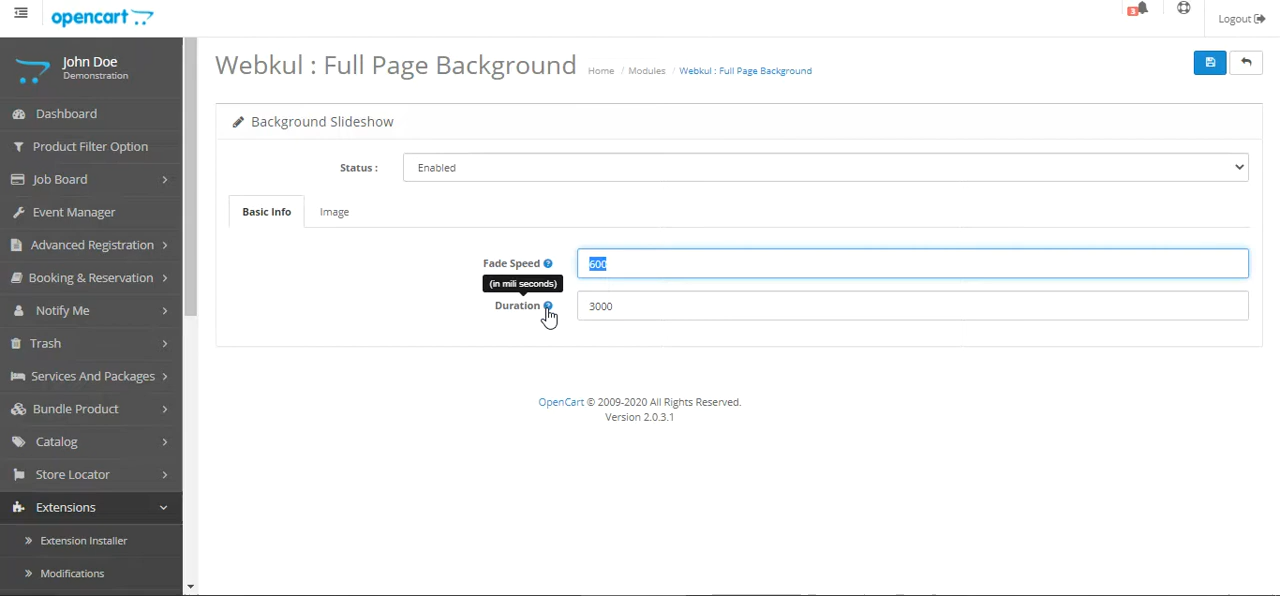 opencart
3
Logout
John Doe
Demonstration
Webkul : Full Page Background
Home / Modules / Webkul : Full Page Background
Dashboard
Product Filter Option
Job Board
Event Manager
Advanced Registration
Booking & Reservation
Notify Me
Trash
Services And Packages
Bundle Product
Catalog
Store Locator
Extensions
Extension Installer
Modifications
Background Slideshow
Status :
Enabled
Basic Info
Image
Fade Speed ?
600
(in mili seconds)
Duration ?
3000
OpenCart © 2009-2020 All Rights Reserved.
Version 2.0.3.1